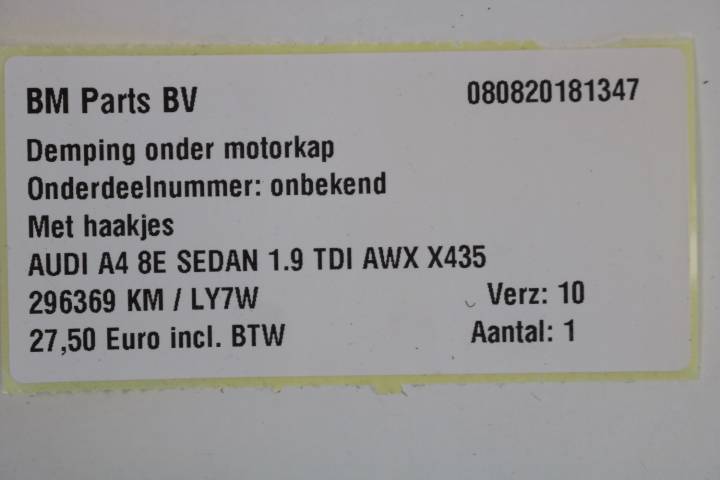 BM Parts BV 080820181347
Demping onder motorkap
Onderdeelnummer: onbekend
Met haakjes
AUDI A4 8E SEDAN 1.9 TDI AWX X435
296369 KM / LY7W Verz: 10
27,50 Euro incl. BTW Aantal: 1